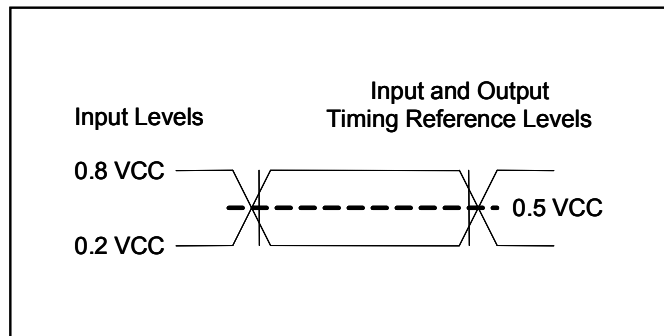 Input and Output
Input Levels
Timing Reference Levels
0.8 VCC
0.5 VCC
0.2 VCC